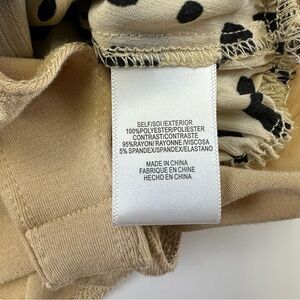 SELF/SOI/EXTERIOR
100%POLYESTER/POLIESTER
CONTRAST/CONTRASTE
95%RAYON/RAYONNE/VISCOSA
5% SPANDEX/SPANDEX/ELASTANO
MADE IN CHINA
FABRIQUE EN CHINE
HECHO EN CHINA